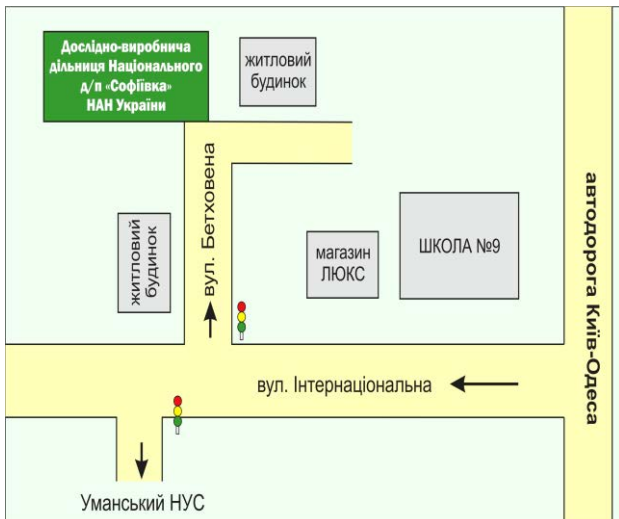 Дослідно-виробнича
дільниця Національного
д/п «Софіївка»
НАН України
житловий
будинок
вул. Бетховена
житловий
будинок
магазин
ЛЮКС
ШКОЛА №9
автодорога Київ-Одеса
вул. Інтернаціональна
Уманський НУС